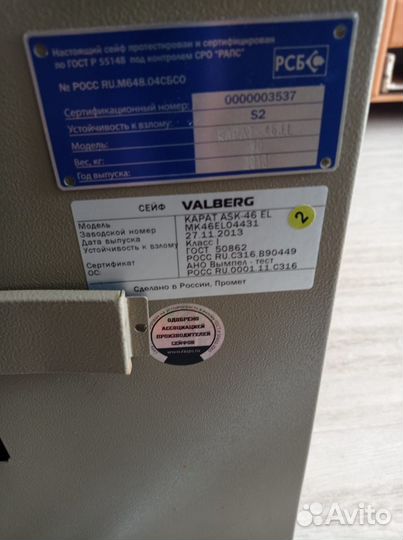 Настоящий сейф протестирован и сертифицирован
по ГОСТ Р 55148 под контролем СРО "РАПС"
РСБ
№ РОСС RU.М648.04СБС0
Сертификационный номер: 0000003537
Устойчивость к взлому: S2
Модель:
Вес, кг:
Год выпуска:
СЕЙФ VALBERG
Модель КАРАТ ASK-46 EL
Заводской номер MK46EL04431
Дата выпуска 27.11.2013
Устойчивость к взлому Класс I
ГОСТ 50862
Сертификат РОСС RU.C316.B90449
ОС: АНО Вымпел - тест
РОСС RU.0001.11 С316
Сделано в России, Промет
2
ОДОБРЕНО
АССОЦИАЦИЕЙ
ПРОИЗВОДИТЕЛЕЙ
СЕЙФОВ
Avito